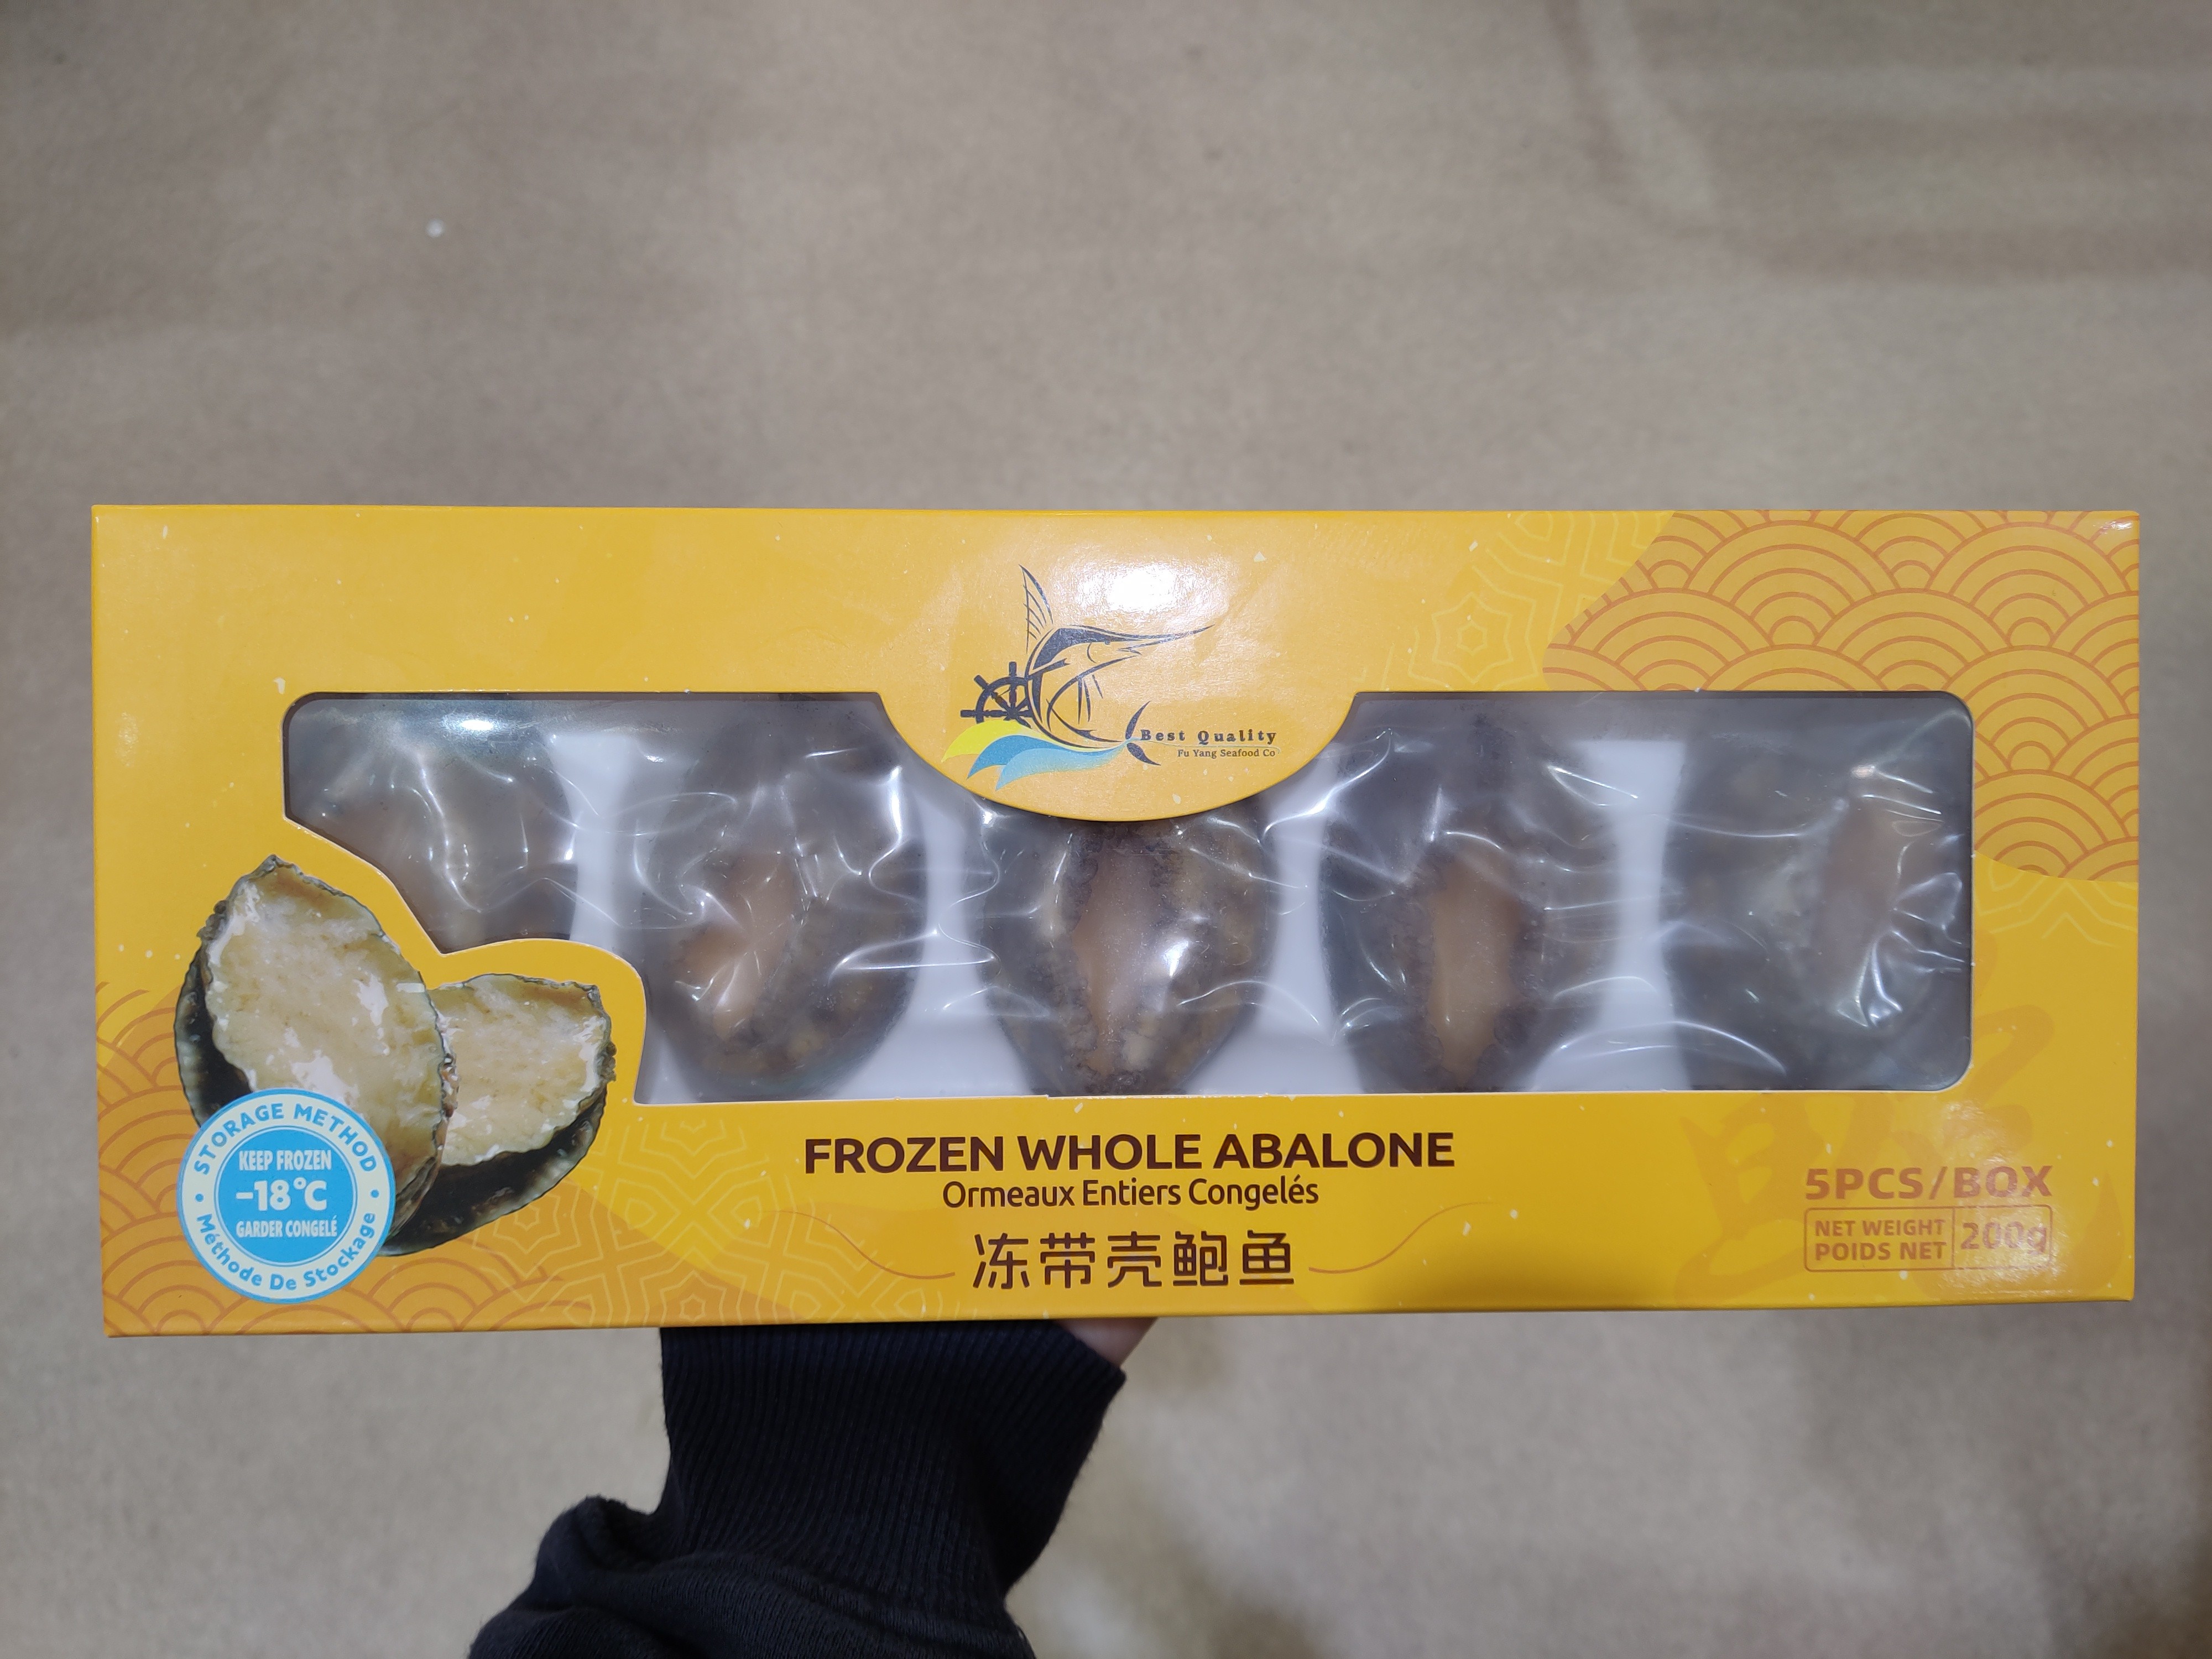 Best Quality
Fu Yang Seafood Co
STORAGE METHOD
KEEP FROZEN
-18°C
GARDER CONGELÉ
Méthode De Stockage
FROZEN WHOLE ABALONE
Ormeaux Entiers Congelés
冻带壳鲍鱼
5PCS/BOX
NET WEIGHT
POIDS NET
200g